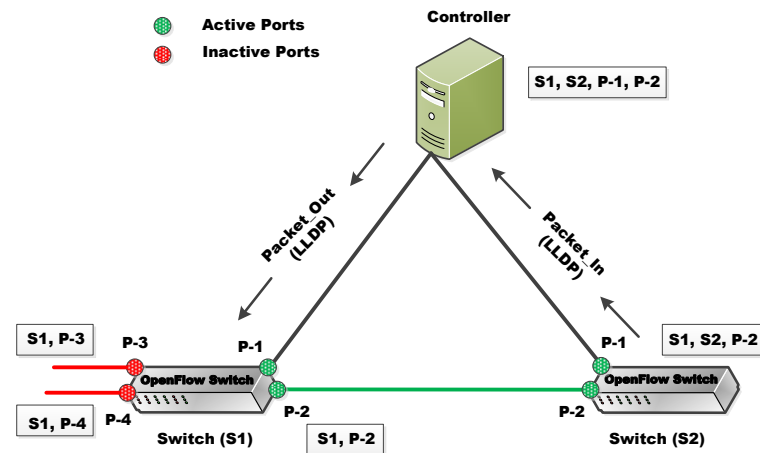 Controller
Active Ports
Inactive Ports
S1, S2, P-1, P-2
Packet_Out
(LLDP)
Packet_In
(LLDP)
S1, P-3
P-3
P-1
P-1
S1, S2, P-2
OpenFlow Switch
OpenFlow Switch
S1, P-4
P-4
P-2
P-2
Switch (S1)
S1, P-2
Switch (S2)